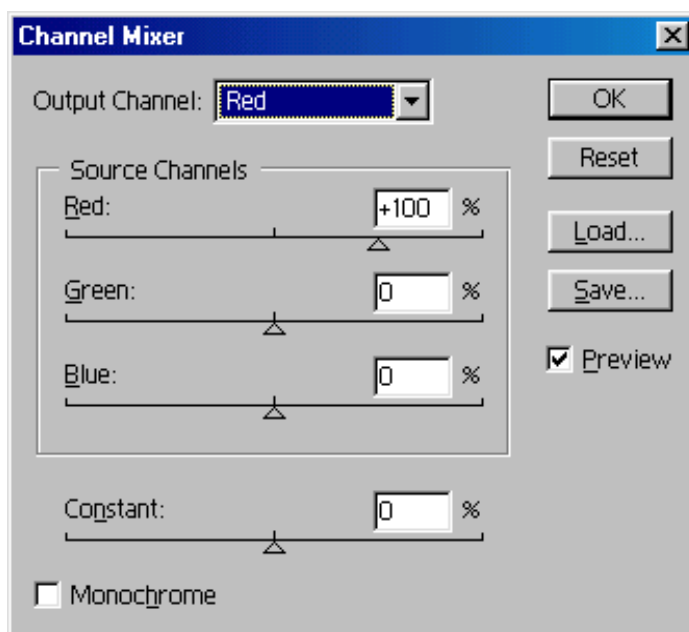 Channel Mixer
Output Channel: Red
OK
Reset
Load...
Save...
Preview
Source Channels
Red: +100 %
Green: 0 %
Blue: 0 %
Constant: 0 %
Monochrome